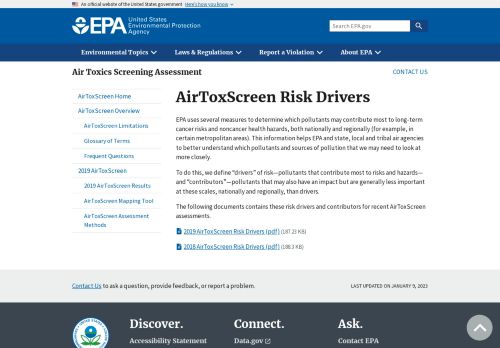 An official website of the United States government Here's how you know
EPA United States
Environmental Protection
Agency
Search EPA.gov
Environmental Topics
Laws & Regulations
Report a Violation
About EPA
Air Toxics Screening Assessment
CONTACT US
AirToxScreen Home
AirToxScreen Overview
AirToxScreen Limitations
Glossary of Terms
Frequent Questions
2019 AirToxScreen
2019 AirToxScreen Results
AirToxScreen Mapping Tool
AirToxScreen Assessment
Methods
AirToxScreen Risk Drivers
EPA uses several measures to determine which pollutants may contribute most to long-term
cancer risks and noncancer health hazards, both nationally and regionally (for example, in
certain metropolitan areas). This information helps EPA and state, local and tribal air agencies
to better understand which pollutants and sources of pollution that we may need to look at
more closely.
To do this, we define "drivers" of risk—pollutants that contribute most to risks and hazards—
and "contributors"—pollutants that may also have an impact but are generally less important
at these scales, nationally and regionally, than drivers.
The following documents contains these risk drivers and contributors for recent AirToxScreen
assessments.
2019 AirToxScreen Risk Drivers (pdf) (187.23 KB)
2018 AirToxScreen Risk Drivers (pdf) (188.3 KB)
Contact Us to ask a question, provide feedback, or report a problem.
LAST UPDATED ON JANUARY 9, 2023
Discover.
Connect.
Ask.
Accessibility Statement
Data.gov
Contact EPA